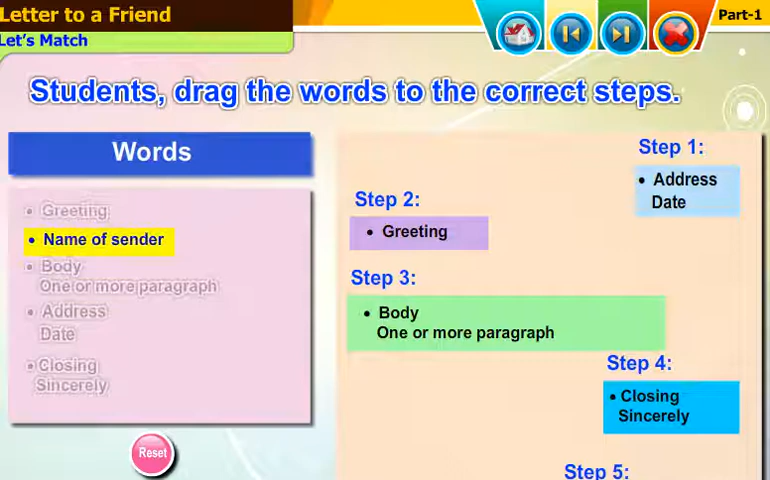 Letter to a Friend
Part-1
Let's Match
Students, drag the words to the correct steps.
Words
• Greeting
• Name of sender
• Body
One or more paragraph
• Address
Date
• Closing
Sincerely
Reset
Step 1:
• Address
Date
Step 2:
• Greeting
Step 3:
• Body
One or more paragraph
Step 4:
• Closing
Sincerely
Step 5: